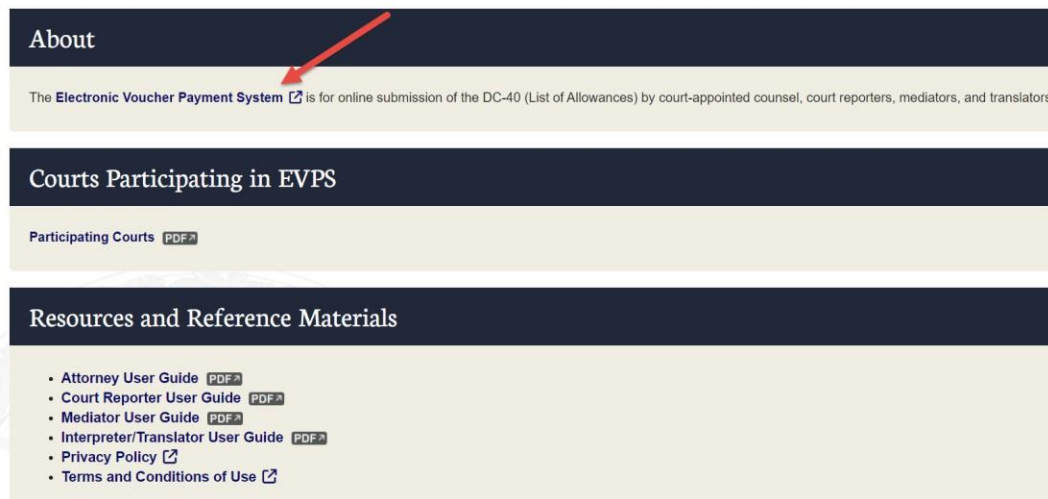 About
The Electronic Voucher Payment System is for online submission of the DC-40 (List of Allowances) by court-appointed counsel, court reporters, mediators, and translators
Courts Participating in EVPS
Participating Courts PDF
Resources and Reference Materials
• Attorney User Guide PDF
• Court Reporter User Guide PDF
• Mediator User Guide PDF
• Interpreter/Translator User Guide PDF
• Privacy Policy
• Terms and Conditions of Use